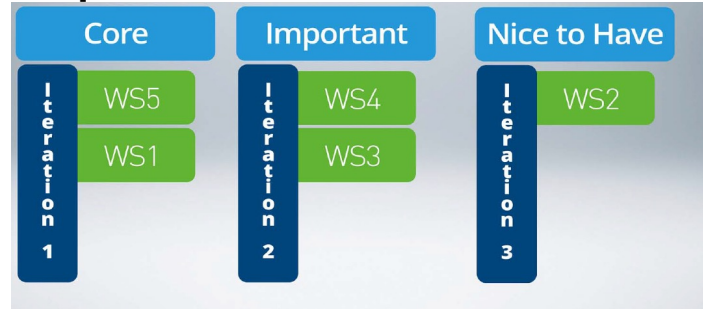 Core
Important
Nice to Have
Iteration 1
WS5
WS1
Iteration 2
WS4
WS3
Iteration 3
WS2